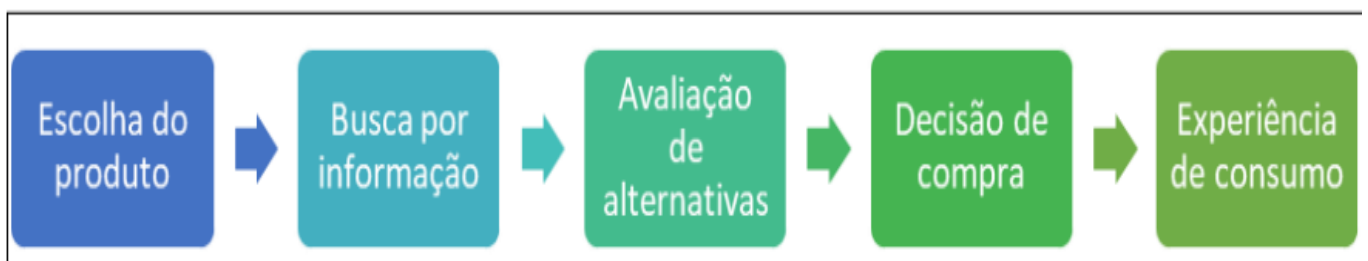 Escolha do
produto
Busca por
informação
Avaliação
de
alternativas
Decisão de
compra
Experiência
de consumo